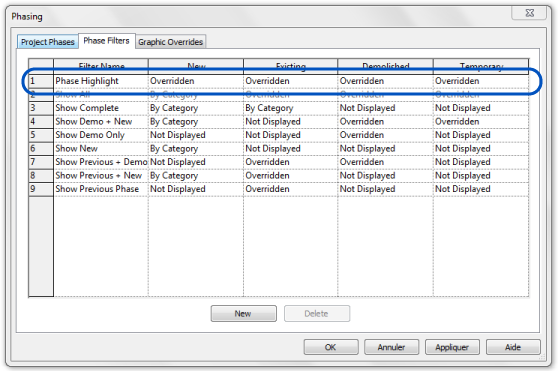 Phasing
Project Phases Phase Filters Graphic Overrides
Filter Name New Existing Demolished Temporary
1 Phase Highlight Overridden Overridden Overridden Overridden
2 Show All By Category Overridden Overridden Overridden
3 Show Complete By Category By Category Not Displayed Not Displayed
4 Show Demo + New By Category Not Displayed Overridden Overridden
5 Show Demo Only Not Displayed Not Displayed Overridden Not Displayed
6 Show New By Category Not Displayed Not Displayed Not Displayed
7 Show Previous + Demo Not Displayed Overridden Overridden Not Displayed
8 Show Previous + New By Category Overridden Not Displayed Not Displayed
9 Show Previous Phase Not Displayed Overridden Not Displayed Not Displayed
New Delete
OK Annuler Appliquer Aide